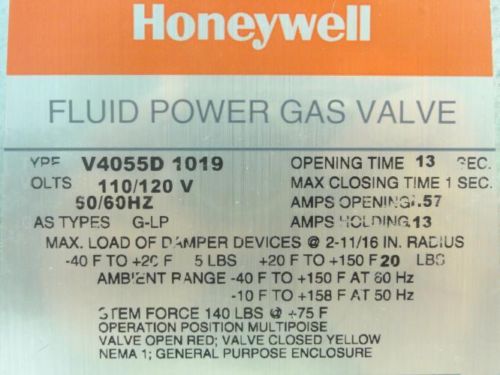 Honeywell
FLUID POWER GAS VALVE
YPE V4055D 1019 OPENING TIME 13 SEC.
OLTS 110/120 V MAX CLOSING TIME 1 SEC.
50/60HZ AMPS OPENING 1.57
AS TYPES G-LP AMPS HOLDING .13
MAX. LOAD OF DAMPER DEVICES @ 2-11/16 IN. RADIUS
-40 F TO +20 F 5 LBS +20 F TO +150 F 20 LBS
AMBIENT RANGE -40 F TO +150 F AT 60 Hz
-10 F TO +158 F AT 50 Hz
STEM FORCE 140 LBS @ +75 F
OPERATION POSITION MULTIPOISE
VALVE OPEN RED; VALVE CLOSED YELLOW
NEMA 1; GENERAL PURPOSE ENCLOSURE